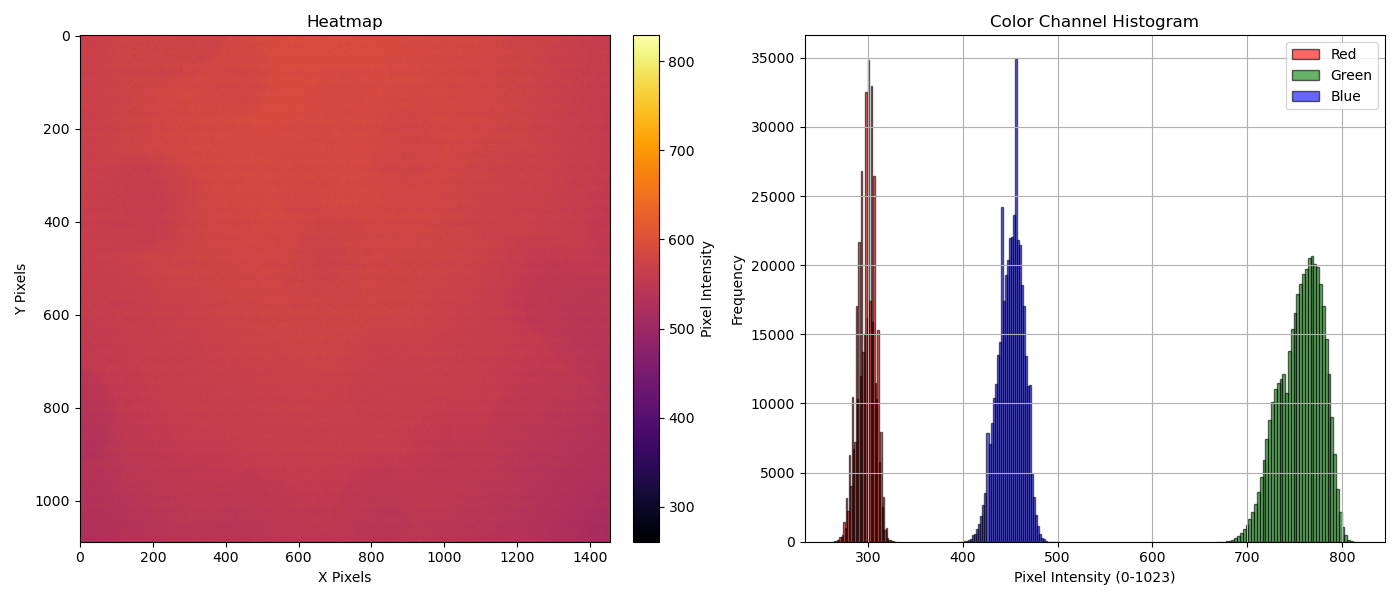 Heatmap
0
200
400
600
800
1000
Y Pixels
0 200 400 600 800 1000 1200 1400
X Pixels
800
700
600
500
400
300
Pixel Intensity
Color Channel Histogram
35000
30000
25000
20000
15000
10000
5000
0
Frequency
300 400 500 600 700 800
Pixel Intensity (0-1023)
Red
Green
Blue